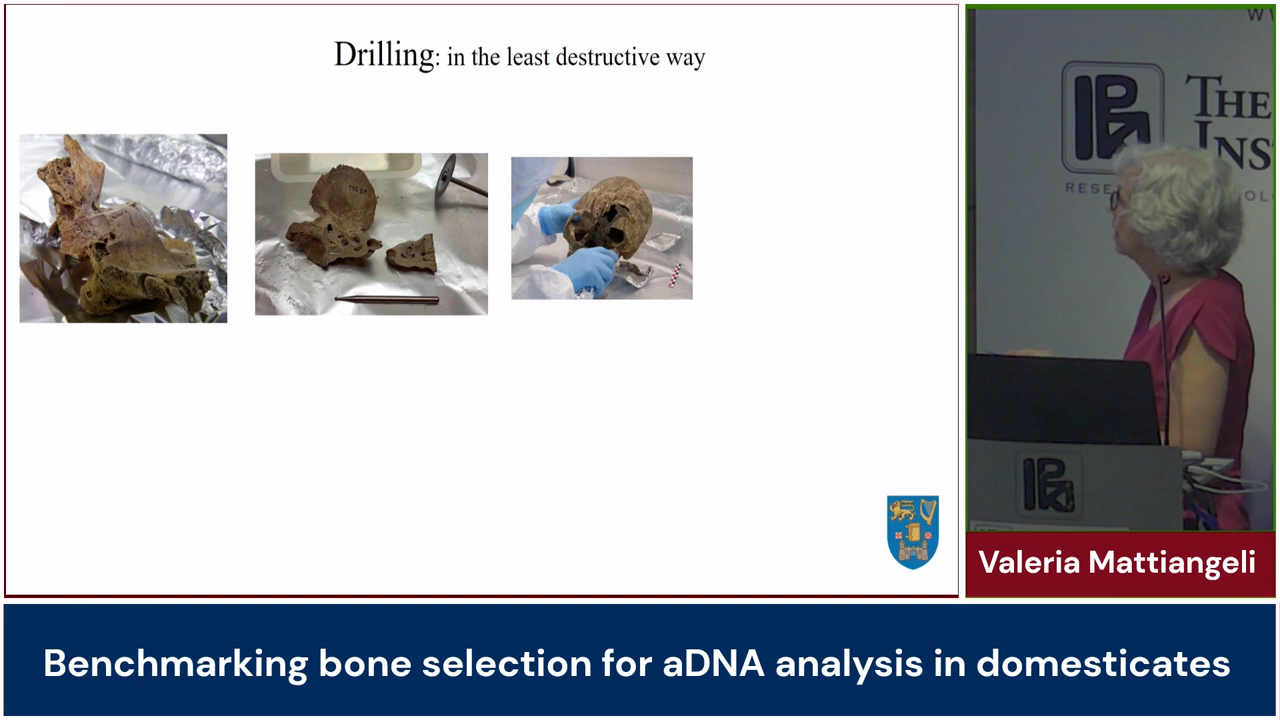 Drilling: in the least destructive way
W
THE
INS
RESE
OLO
Valeria Mattiangeli
Benchmarking bone selection for aDNA analysis in domesticates